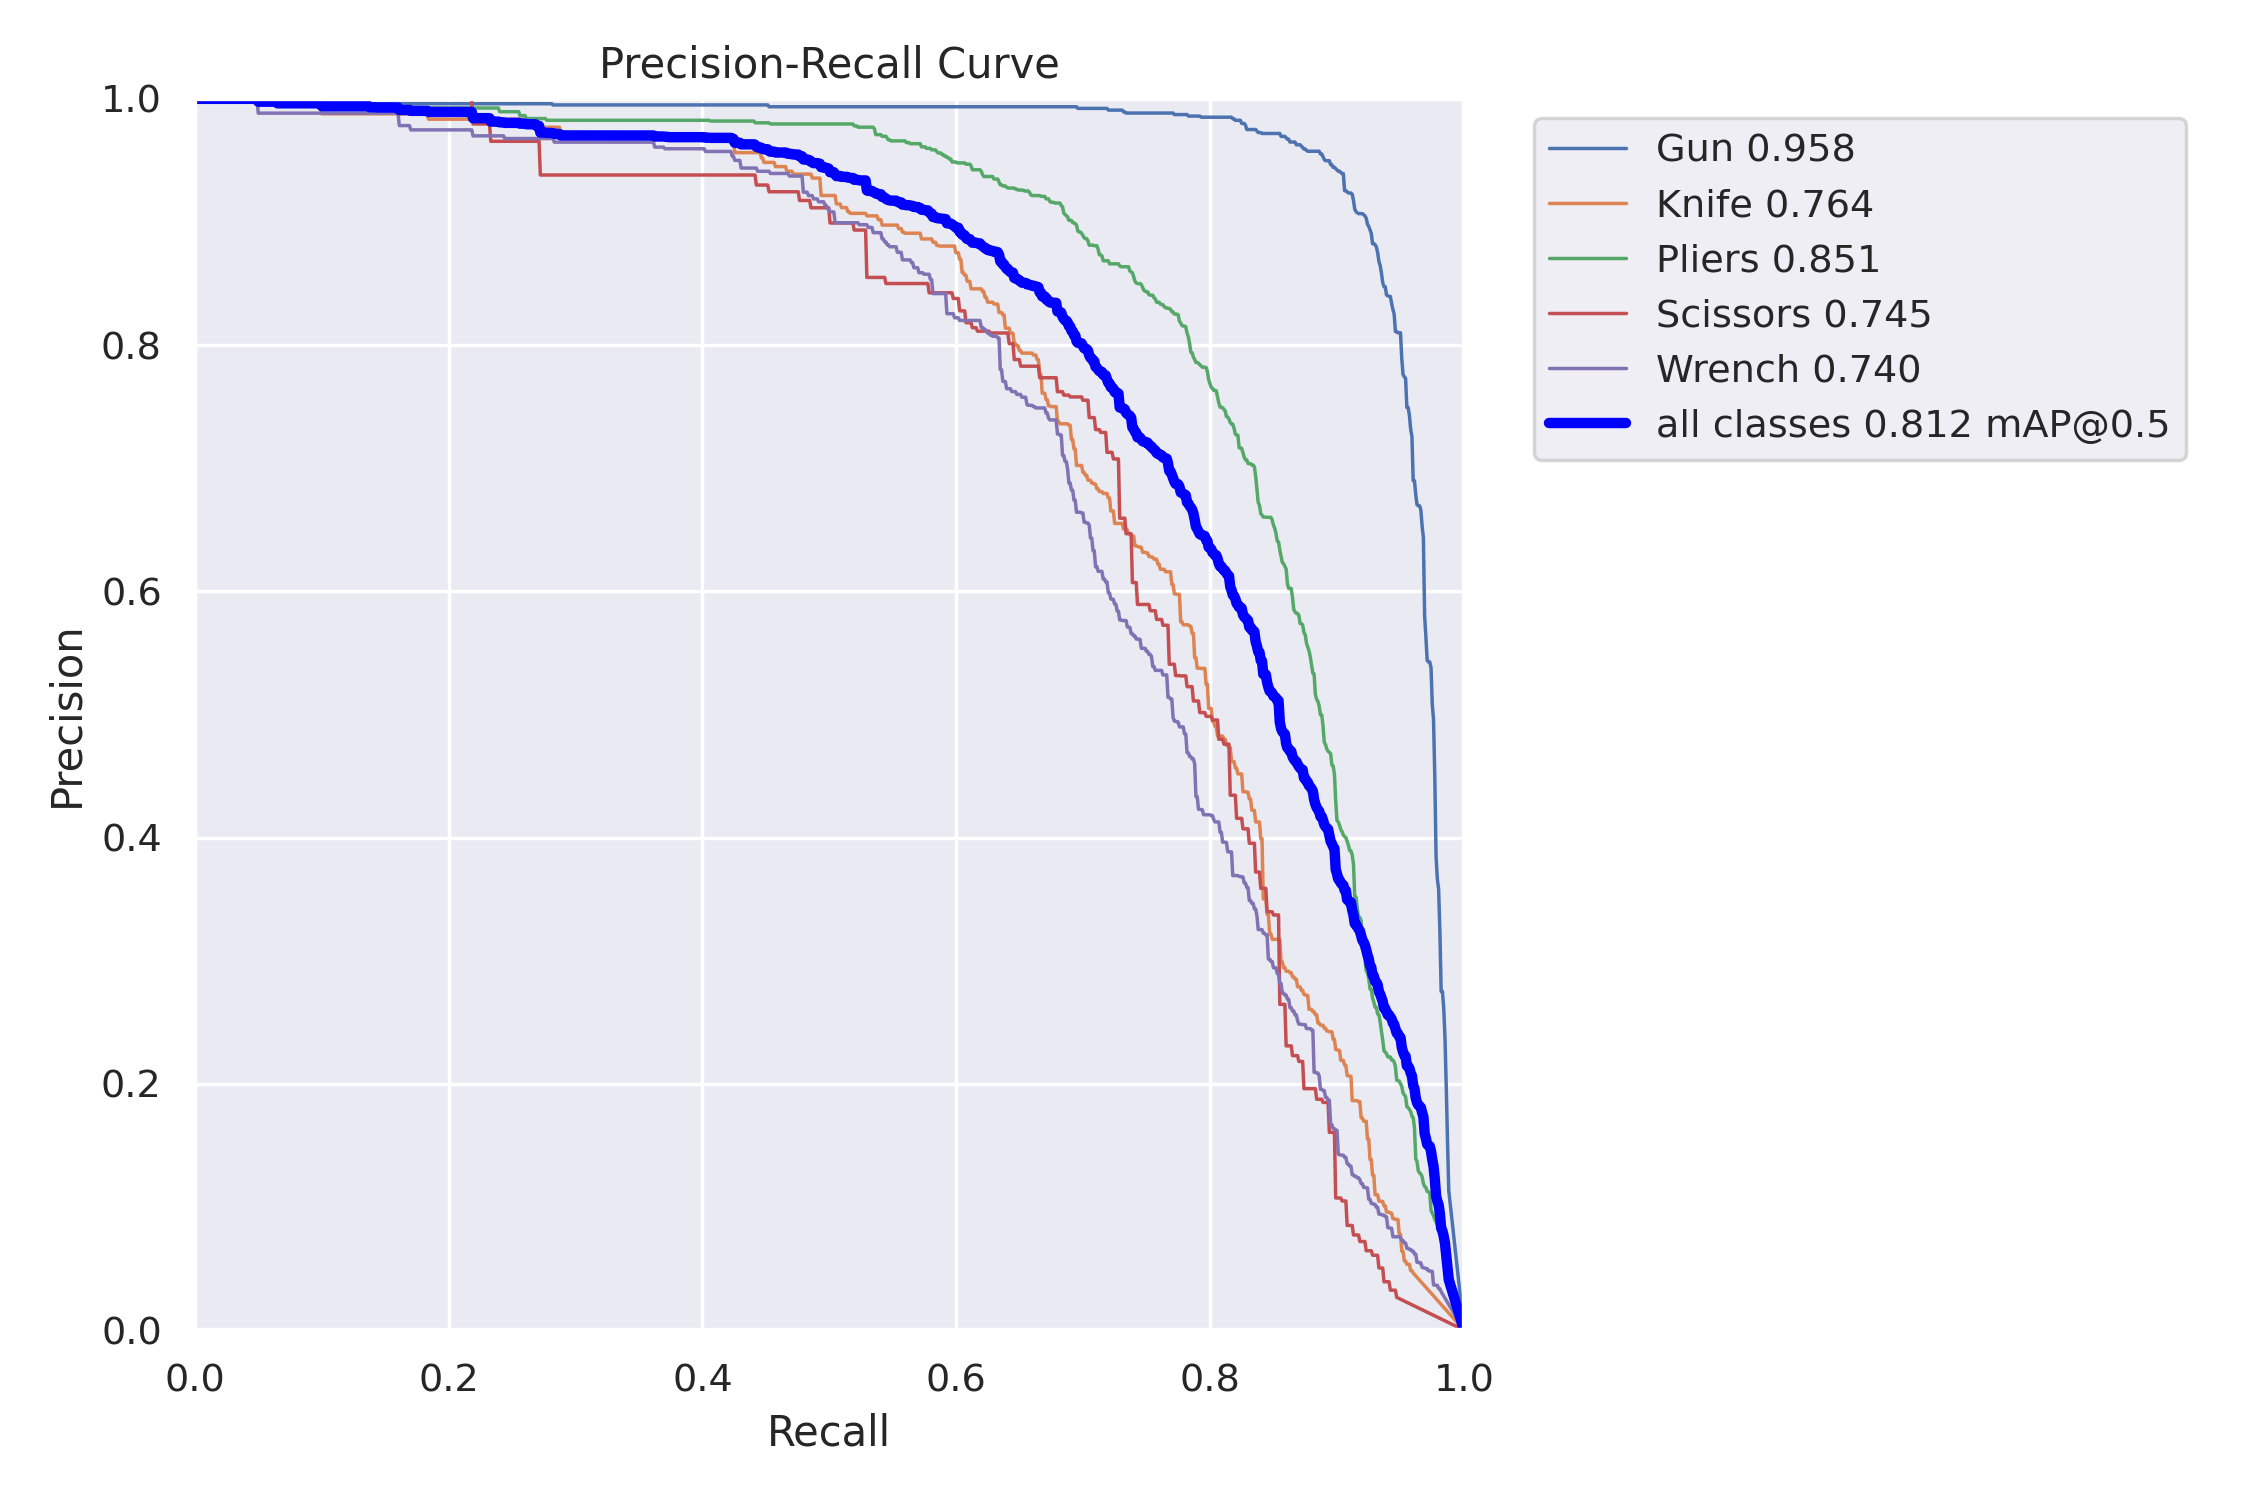 Precision-Recall Curve
1.0
0.8
0.6
0.4
0.2
0.0
Precision
0.0 0.2 0.4 0.6 0.8 1.0
Recall
Gun 0.958
Knife 0.764
Pliers 0.851
Scissors 0.745
Wrench 0.740
all classes 0.812 mAP@0.5